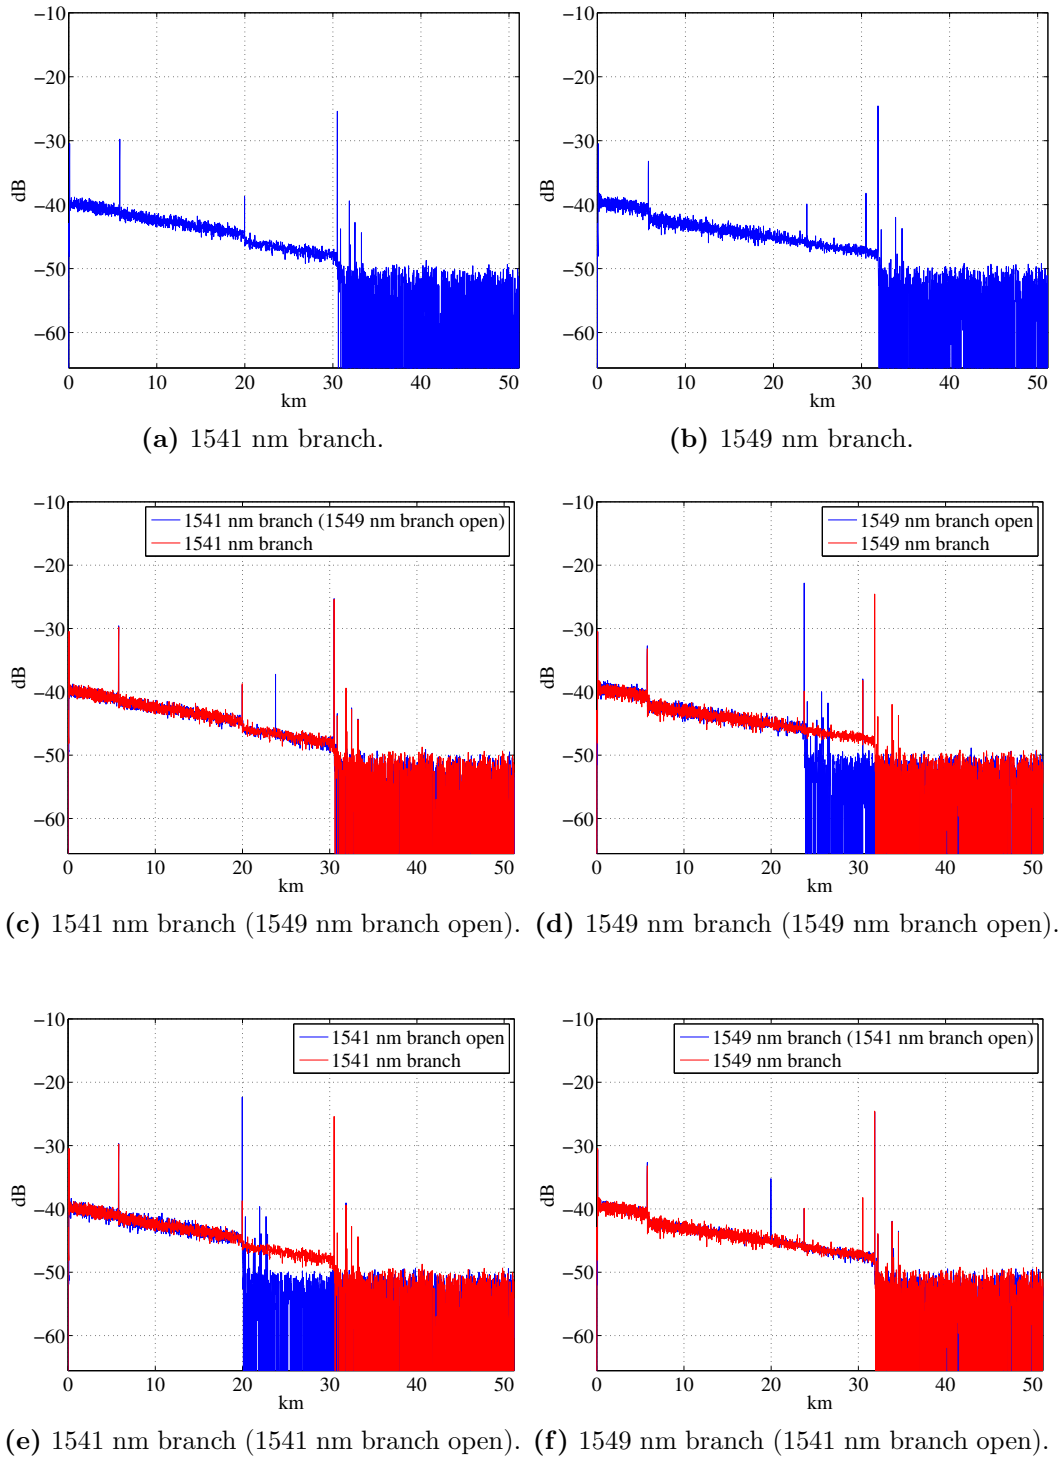 −10
−20
−30
−40
−50
−60
dB
0 10 20 30 40 50
km
(a) 1541 nm branch.
−10
−20
−30
−40
−50
−60
dB
0 10 20 30 40 50
km
(b) 1549 nm branch.
−10
−20
−30
−40
−50
−60
dB
1541 nm branch (1549 nm branch open)
1541 nm branch
0 10 20 30 40 50
km
(c) 1541 nm branch (1549 nm branch open).
−10
−20
−30
−40
−50
−60
dB
1549 nm branch open
1549 nm branch
0 10 20 30 40 50
km
(d) 1549 nm branch (1549 nm branch open).
−10
−20
−30
−40
−50
−60
dB
1541 nm branch open
1541 nm branch
0 10 20 30 40 50
km
(e) 1541 nm branch (1541 nm branch open).
−10
−20
−30
−40
−50
−60
dB
1549 nm branch (1541 nm branch open)
1549 nm branch
0 10 20 30 40 50
km
(f) 1549 nm branch (1541 nm branch open).